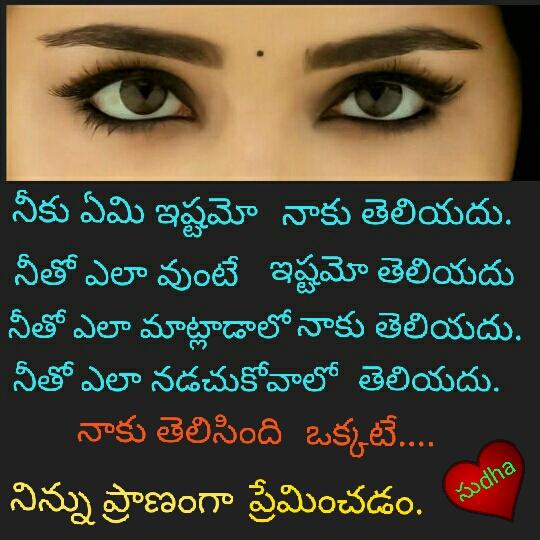 నీకు ఏమి ఇష్టమో నాకు తెలియదు.
నీతో ఎలా వుంటే ఇష్టమో తెలియదు
నీతో ఎలా మాట్లాడాలో నాకు తెలియదు.
నీతో ఎలా నడచుకోవాలో తెలియదు.
నాకు తెలిసింది ఒక్కటే....
నిన్ను ప్రాణంగా ప్రేమించడం.
సుdha